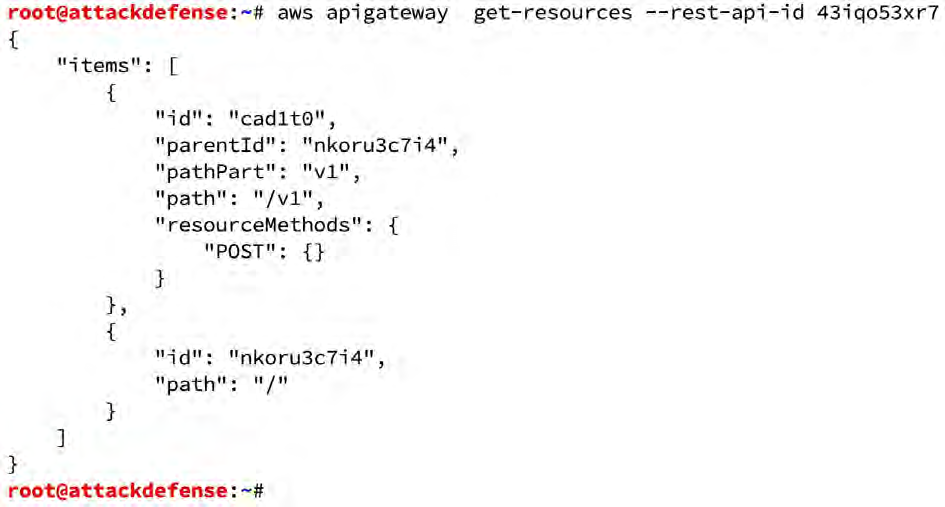 root@attackdefense:~# aws apigateway  get-resources --rest-api-id 43iqo53xr7
{
    "items": [
        {
            "id": "cad1t0",
            "parentId": "nkoru3c7i4",
            "pathPart": "v1",
            "path": "/v1",
            "resourceMethods": {
                "POST": {}
            }
        },
        {
            "id": "nkoru3c7i4",
            "path": "/"
        }
    ]
}
root@attackdefense:~#